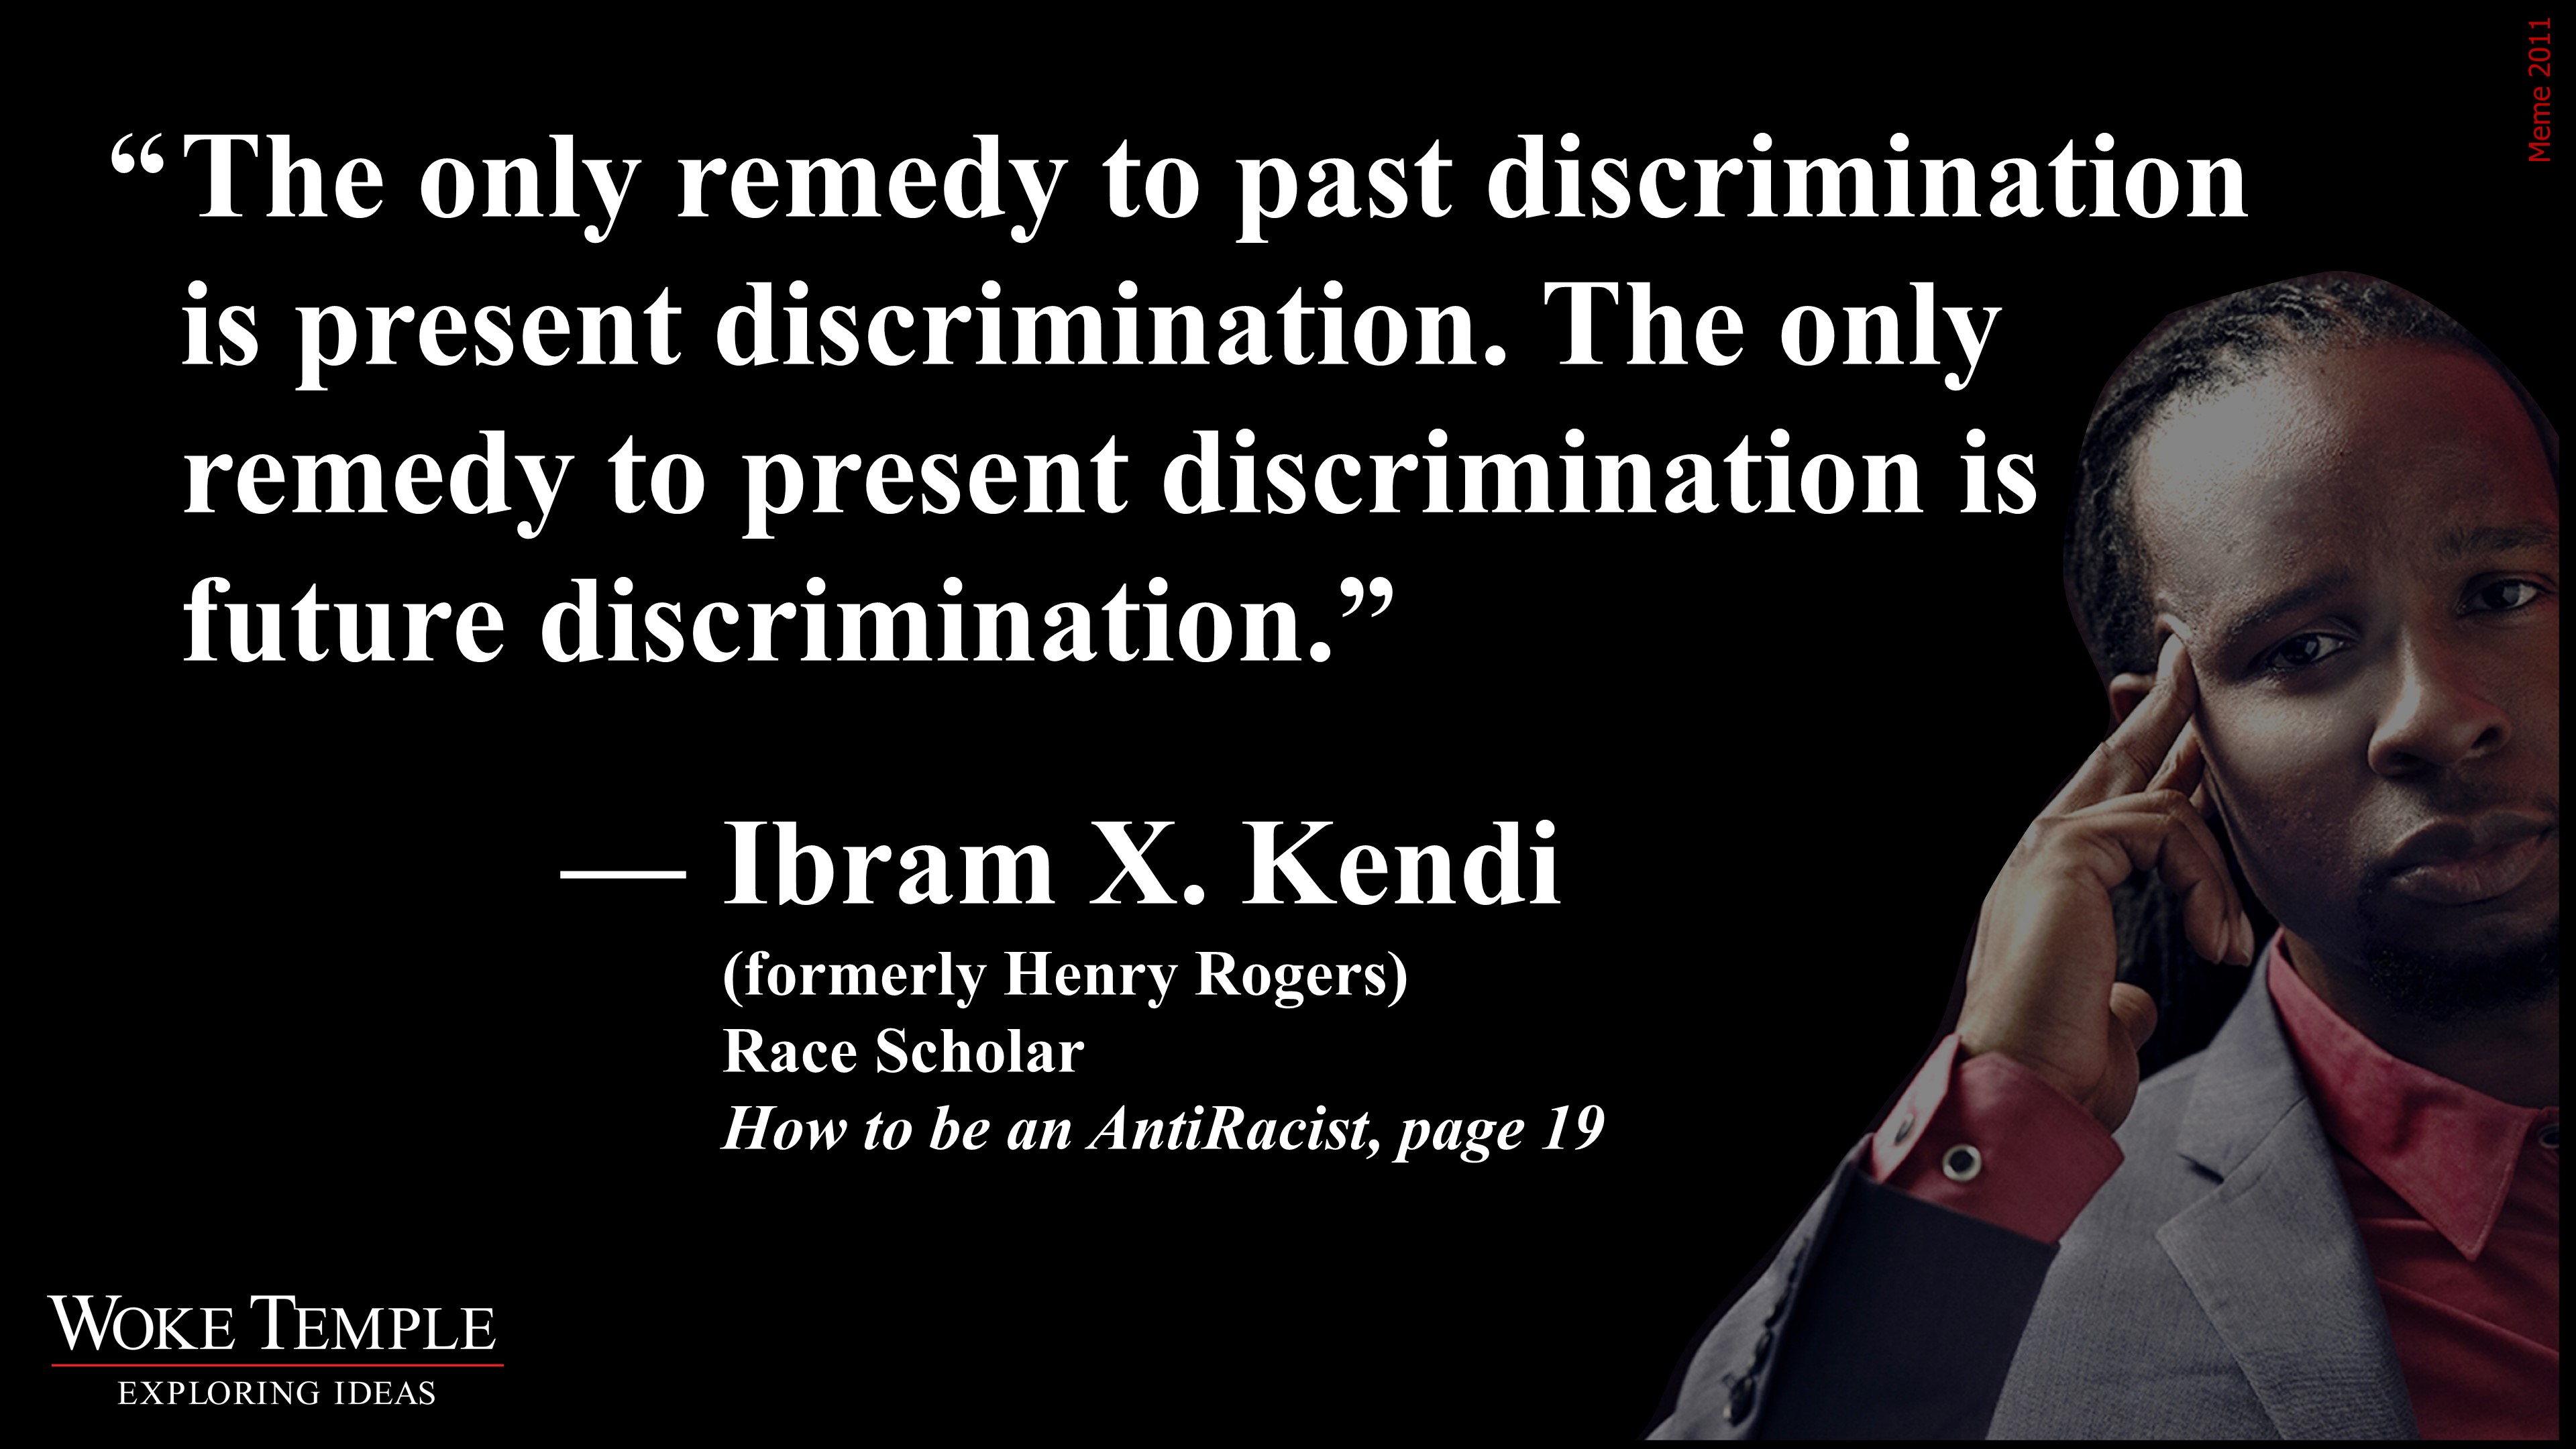 Meme 2011
“The only remedy to past discrimination
is present discrimination. The only
remedy to present discrimination is
future discrimination.”
— Ibram X. Kendi
(formerly Henry Rogers)
Race Scholar
How to be an AntiRacist, page 19
WOKE TEMPLE
EXPLORING IDEAS